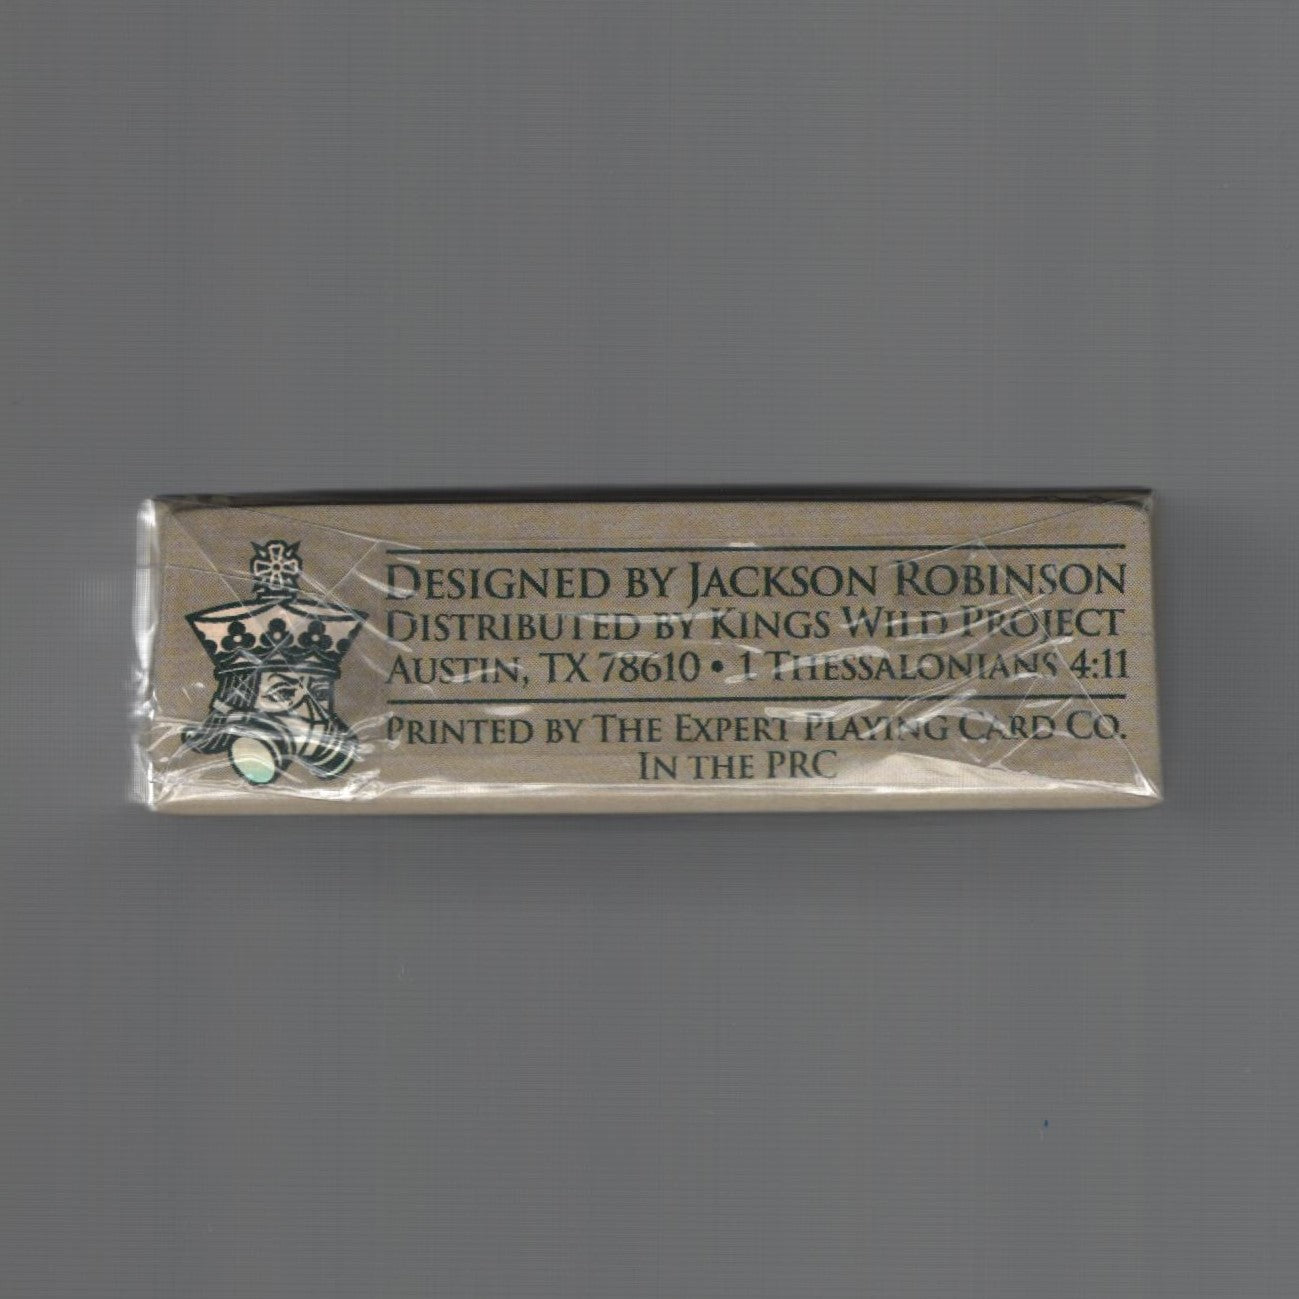 Designed by Jackson Robinson
Distributed by Kings Wild Project
Austin, TX 78610 • 1 Thessalonians 4:11
Printed by The Expert Playing Card Co.
In the PRC